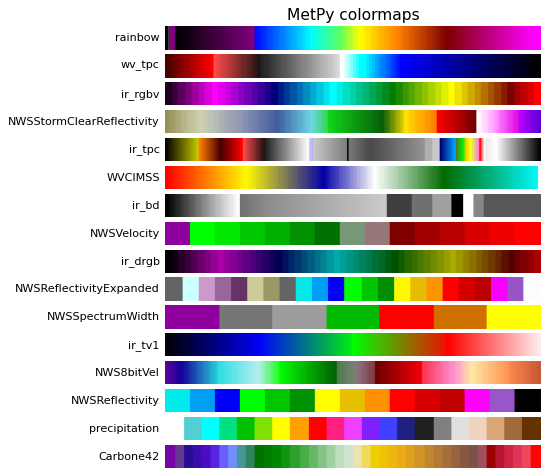 MetPy colormaps
rainbow
wv_tpc
ir_rgbv
NWSStormClearReflectivity
ir_tpc
WVCIMSS
ir_bd
NWSVelocity
ir_drgb
NWSReflectivityExpanded
NWSSpectrumWidth
ir_tv1
NWS8bitVel
NWSReflectivity
precipitation
Carbone42